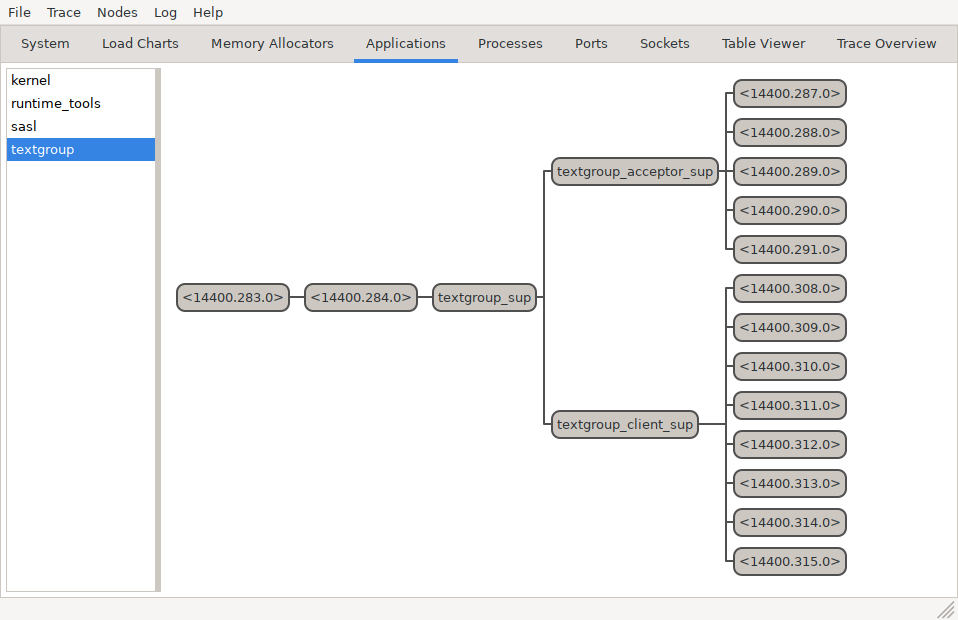 File Trace Nodes Log Help
System Load Charts Memory Allocators Applications Processes Ports Sockets Table Viewer Trace Overview
kernel
runtime_tools
sasl
textgroup
<14400.283.0>
<14400.284.0>
textgroup_sup
textgroup_acceptor_sup
<14400.287.0>
<14400.288.0>
<14400.289.0>
<14400.290.0>
<14400.291.0>
textgroup_client_sup
<14400.308.0>
<14400.309.0>
<14400.310.0>
<14400.311.0>
<14400.312.0>
<14400.313.0>
<14400.314.0>
<14400.315.0>